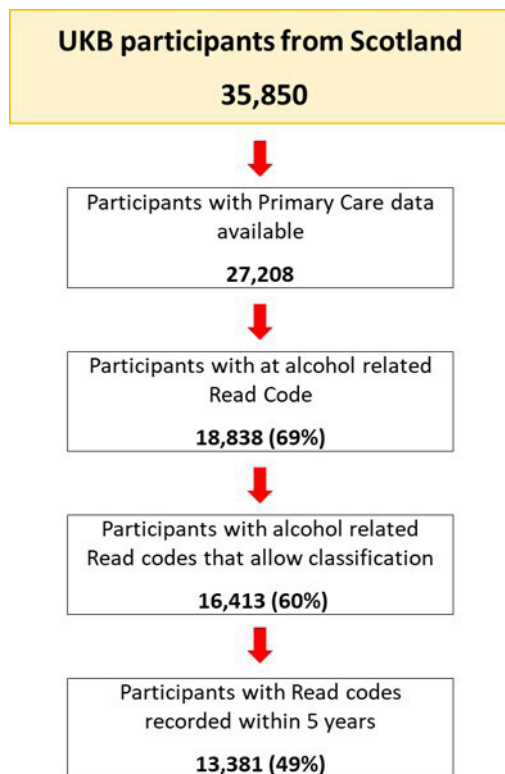 UKB participants from Scotland
35,850
Participants with Primary Care data
available
27,208
Participants with at alcohol related
Read Code
18,838 (69%)
Participants with alcohol related
Read codes that allow classification
16,413 (60%)
Participants with Read codes
recorded within 5 years
13,381 (49%)